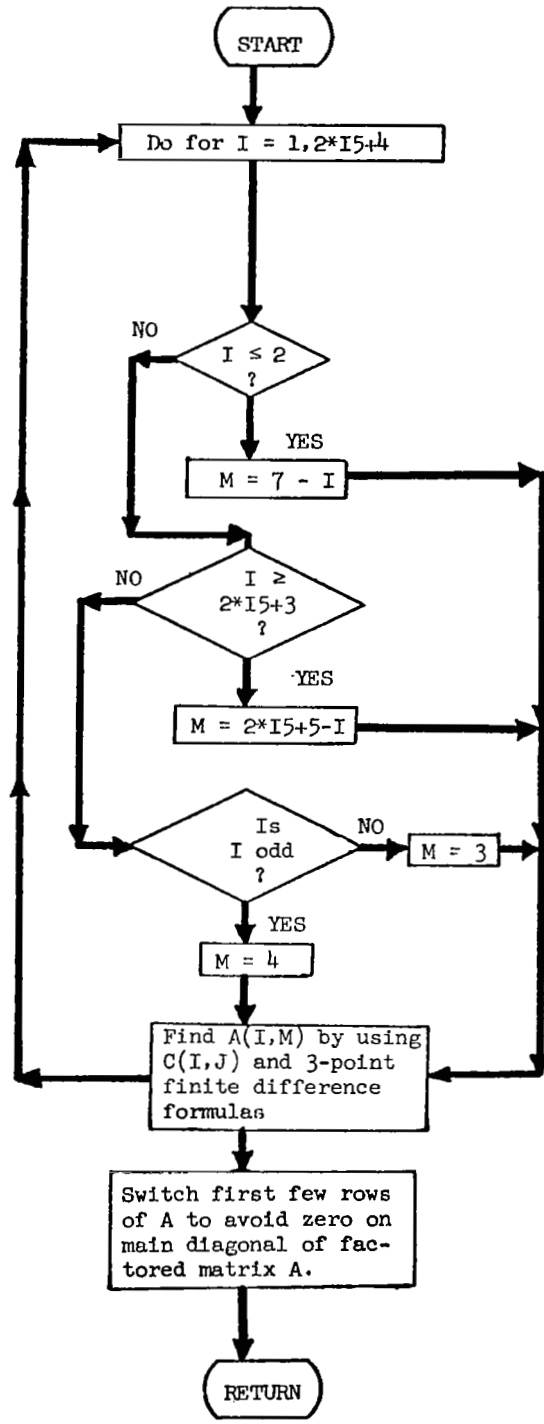 START
Do for I = 1,2*I5+4
NO
I ≤ 2
?
YES
M = 7 - I
NO
I ≥
2*I5+3
?
YES
M = 2*I5+5-I
Is
I odd
?
NO
M = 3
YES
M = 4
Find A(I,M) by using
C(I,J) and 3-point
finite difference
formulas
Switch first few rows
of A to avoid zero on
main diagonal of fac-
tored matrix A.
RETURN